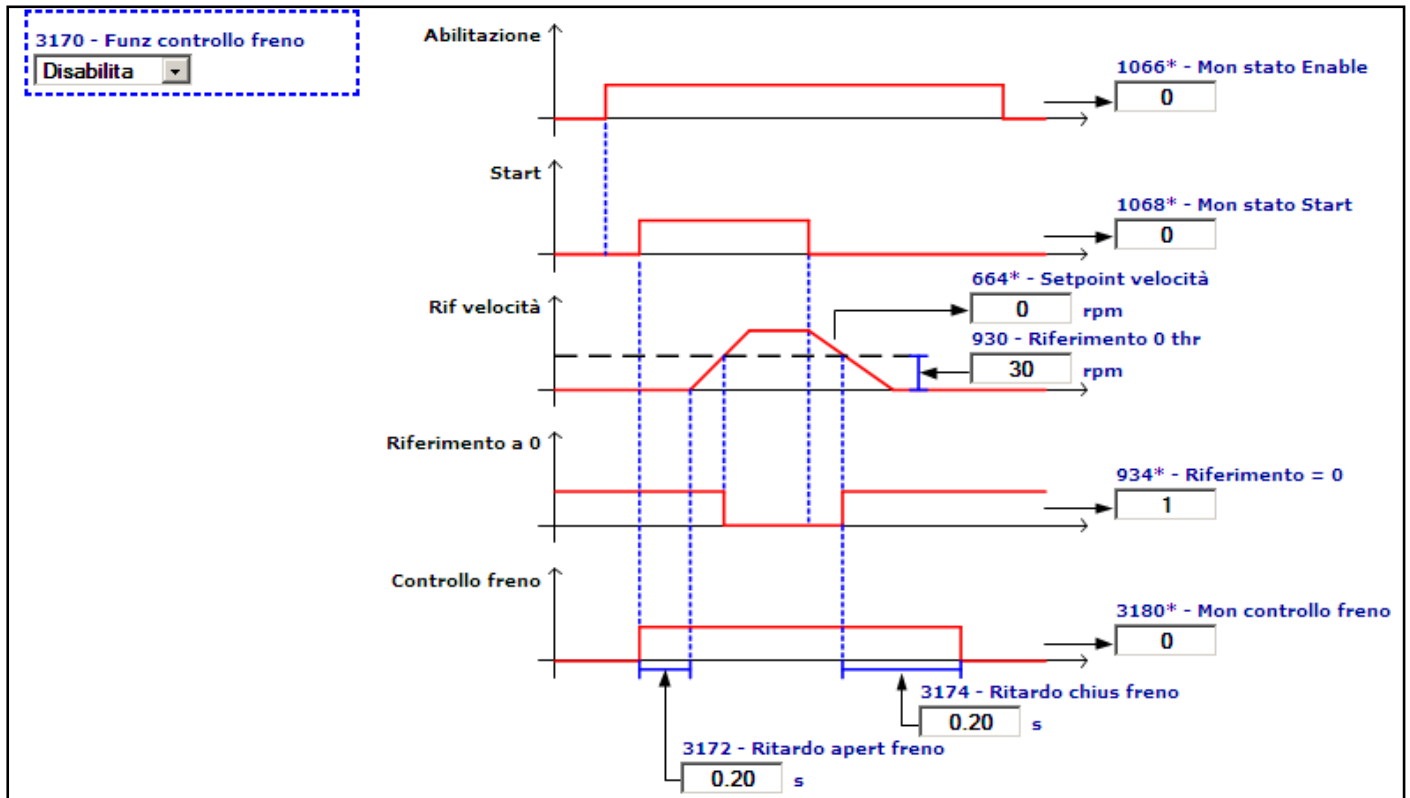 3170 - Funz controllo freno
Disabilita
Abilitazione
1066* - Mon stato Enable
0
Start
1068* - Mon stato Start
0
Rif velocità
664* - Setpoint velocità
0 rpm
930 - Riferimento 0 thr
30 rpm
Riferimento a 0
934* - Riferimento = 0
1
Controllo freno
3180* - Mon controllo freno
0
3174 - Ritardo chius freno
0.20 s
3172 - Ritardo apert freno
0.20 s